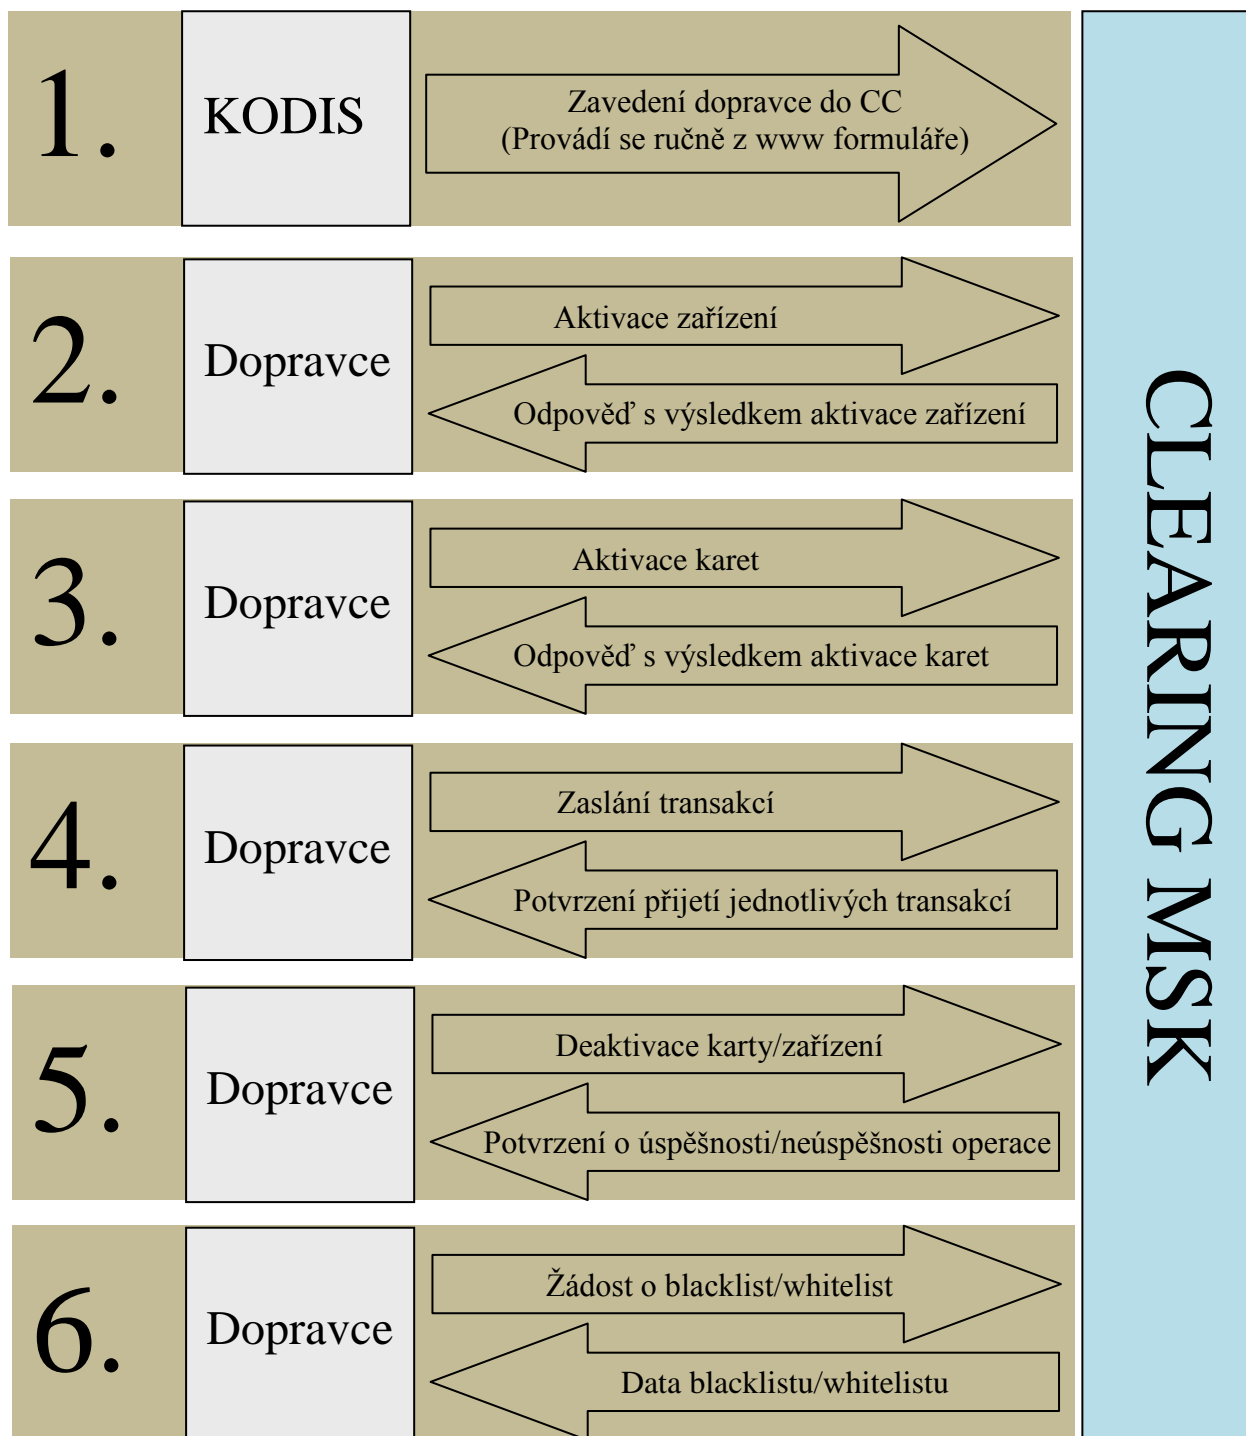 1.
KODIS
Zavedení dopravce do CC
(Provádí se ručně z www formuláře)
2.
Dopravce
Aktivace zařízení
Odpověď s výsledkem aktivace zařízení
3.
Dopravce
Aktivace karet
Odpověď s výsledkem aktivace karet
4.
Dopravce
Zaslání transakcí
Potvrzení přijetí jednotlivých transakcí
5.
Dopravce
Deaktivace karty/zařízení
Potvrzení o úspěšnosti/neúspěšnosti operace
6.
Dopravce
Žádost o blacklist/whitelist
Data blacklistu/whitelistu
CLEARING MSK